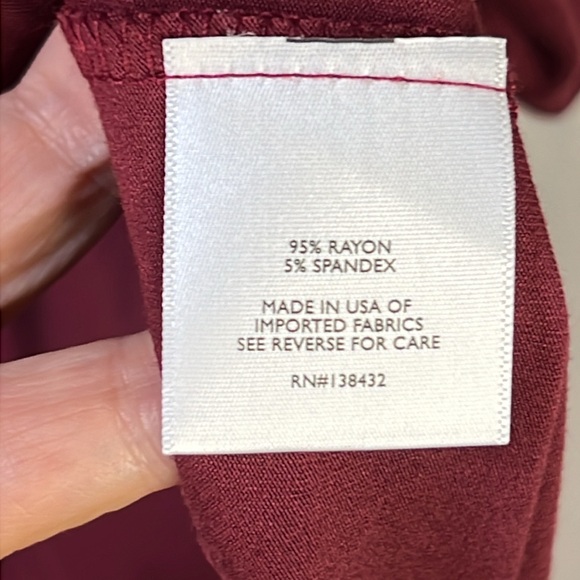 95% RAYON
5% SPANDEX
MADE IN USA OF
IMPORTED FABRICS
SEE REVERSE FOR CARE
RN#138432